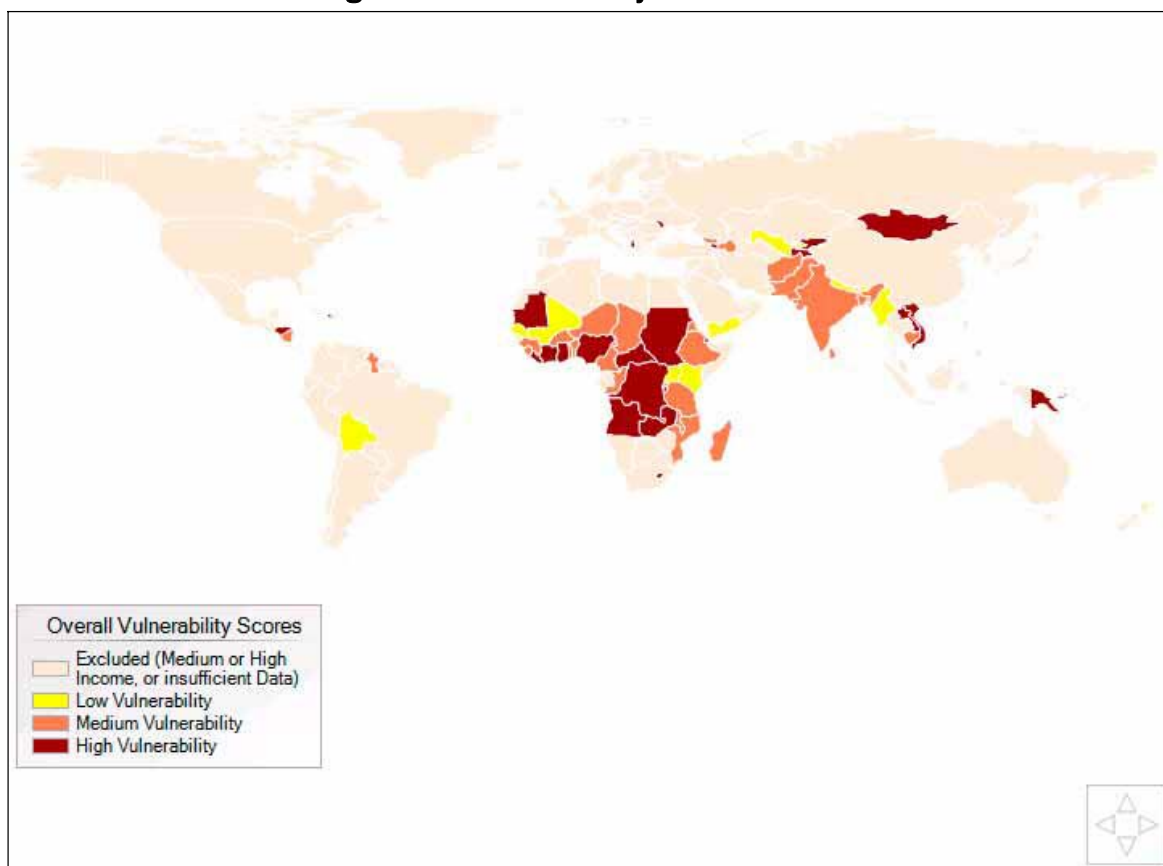 Overall Vulnerability Scores
Excluded (Medium or High
Income, or insufficient Data)
Low Vulnerability
Medium Vulnerability
High Vulnerability